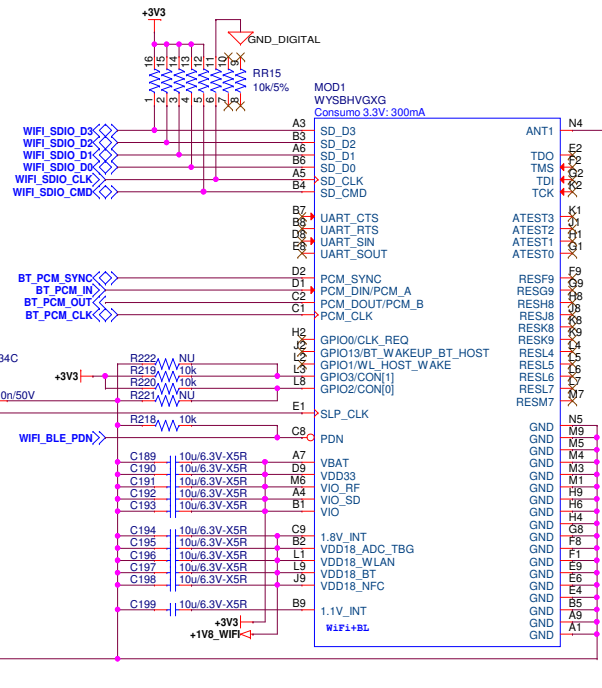 +3V3
GND_DIGITAL
16 15 14 13 12 11 10 9
RR15
10k/5%
1 2 3 4 5 6 7 8
MOD1
WYSBHVGXG
Consumo 3.3V: 300mA
WIFI_SDIO_D3 A3 SD_D3 ANT1 N4
WIFI_SDIO_D2 B3 SD_D2
WIFI_SDIO_D1 A6 SD_D1 TDO E2
WIFI_SDIO_D0 B6 SD_D0 TMS F2
WIFI_SDIO_CLK A5 SD_CLK TDI G2
WIFI_SDIO_CMD B4 SD_CMD TCK K2
B7 UART_CTS ATEST3 K1
B8 UART_RTS ATEST2 J1
D8 UART_SIN ATEST1 H1
E8 UART_SOUT ATEST0 G1
BT_PCM_SYNC D2 PCM_SYNC RESF9 F9
BT_PCM_IN D1 PCM_DIN/PCM_A RESG9 G9
BT_PCM_OUT C2 PCM_DOUT/PCM_B RESH8 H8
BT_PCM_CLK C1 PCM_CLK RESJ8 J8
RESK8 K8
H2 GPIO0/CLK_REQ RESK9 K9
J2 GPIO13/BT_WAKEUP_BT_HOST RESL4 L4
34C R222 NU L2 GPIO1/WL_HOST_WAKE RESL5 L5
+3V3 R219 10k L3 GPIO3/CON[1] RESL6 L6
R220 10k L8 GPIO2/CON[0] RESL7 L7
0n/50V R221 NU RESM7 M7
E1 SLP_CLK
R218 10k GND N5
WIFI_BLE_PDN C8 PDN GND M9
GND M5
C189 10u/6.3V-X5R A7 VBAT GND M4
C190 10u/6.3V-X5R D9 VDD33 GND M3
C191 10u/6.3V-X5R M6 VIO_RF GND M1
C192 10u/6.3V-X5R A4 VIO_SD GND H9
C193 10u/6.3V-X5R B1 VIO GND H6
GND H4
C194 10u/6.3V-X5R C9 1.8V_INT GND G8
C195 10u/6.3V-X5R B2 VDD18_ADC_TBG GND F8
C196 10u/6.3V-X5R L1 VDD18_WLAN GND F1
C197 10u/6.3V-X5R L9 VDD18_BT GND E9
C198 10u/6.3V-X5R J9 VDD18_NFC GND E6
GND E4
C199 10u/6.3V-X5R B9 1.1V_INT GND B5
+3V3 GND A9
+1V8_WIFI WiFi+BL GND A1